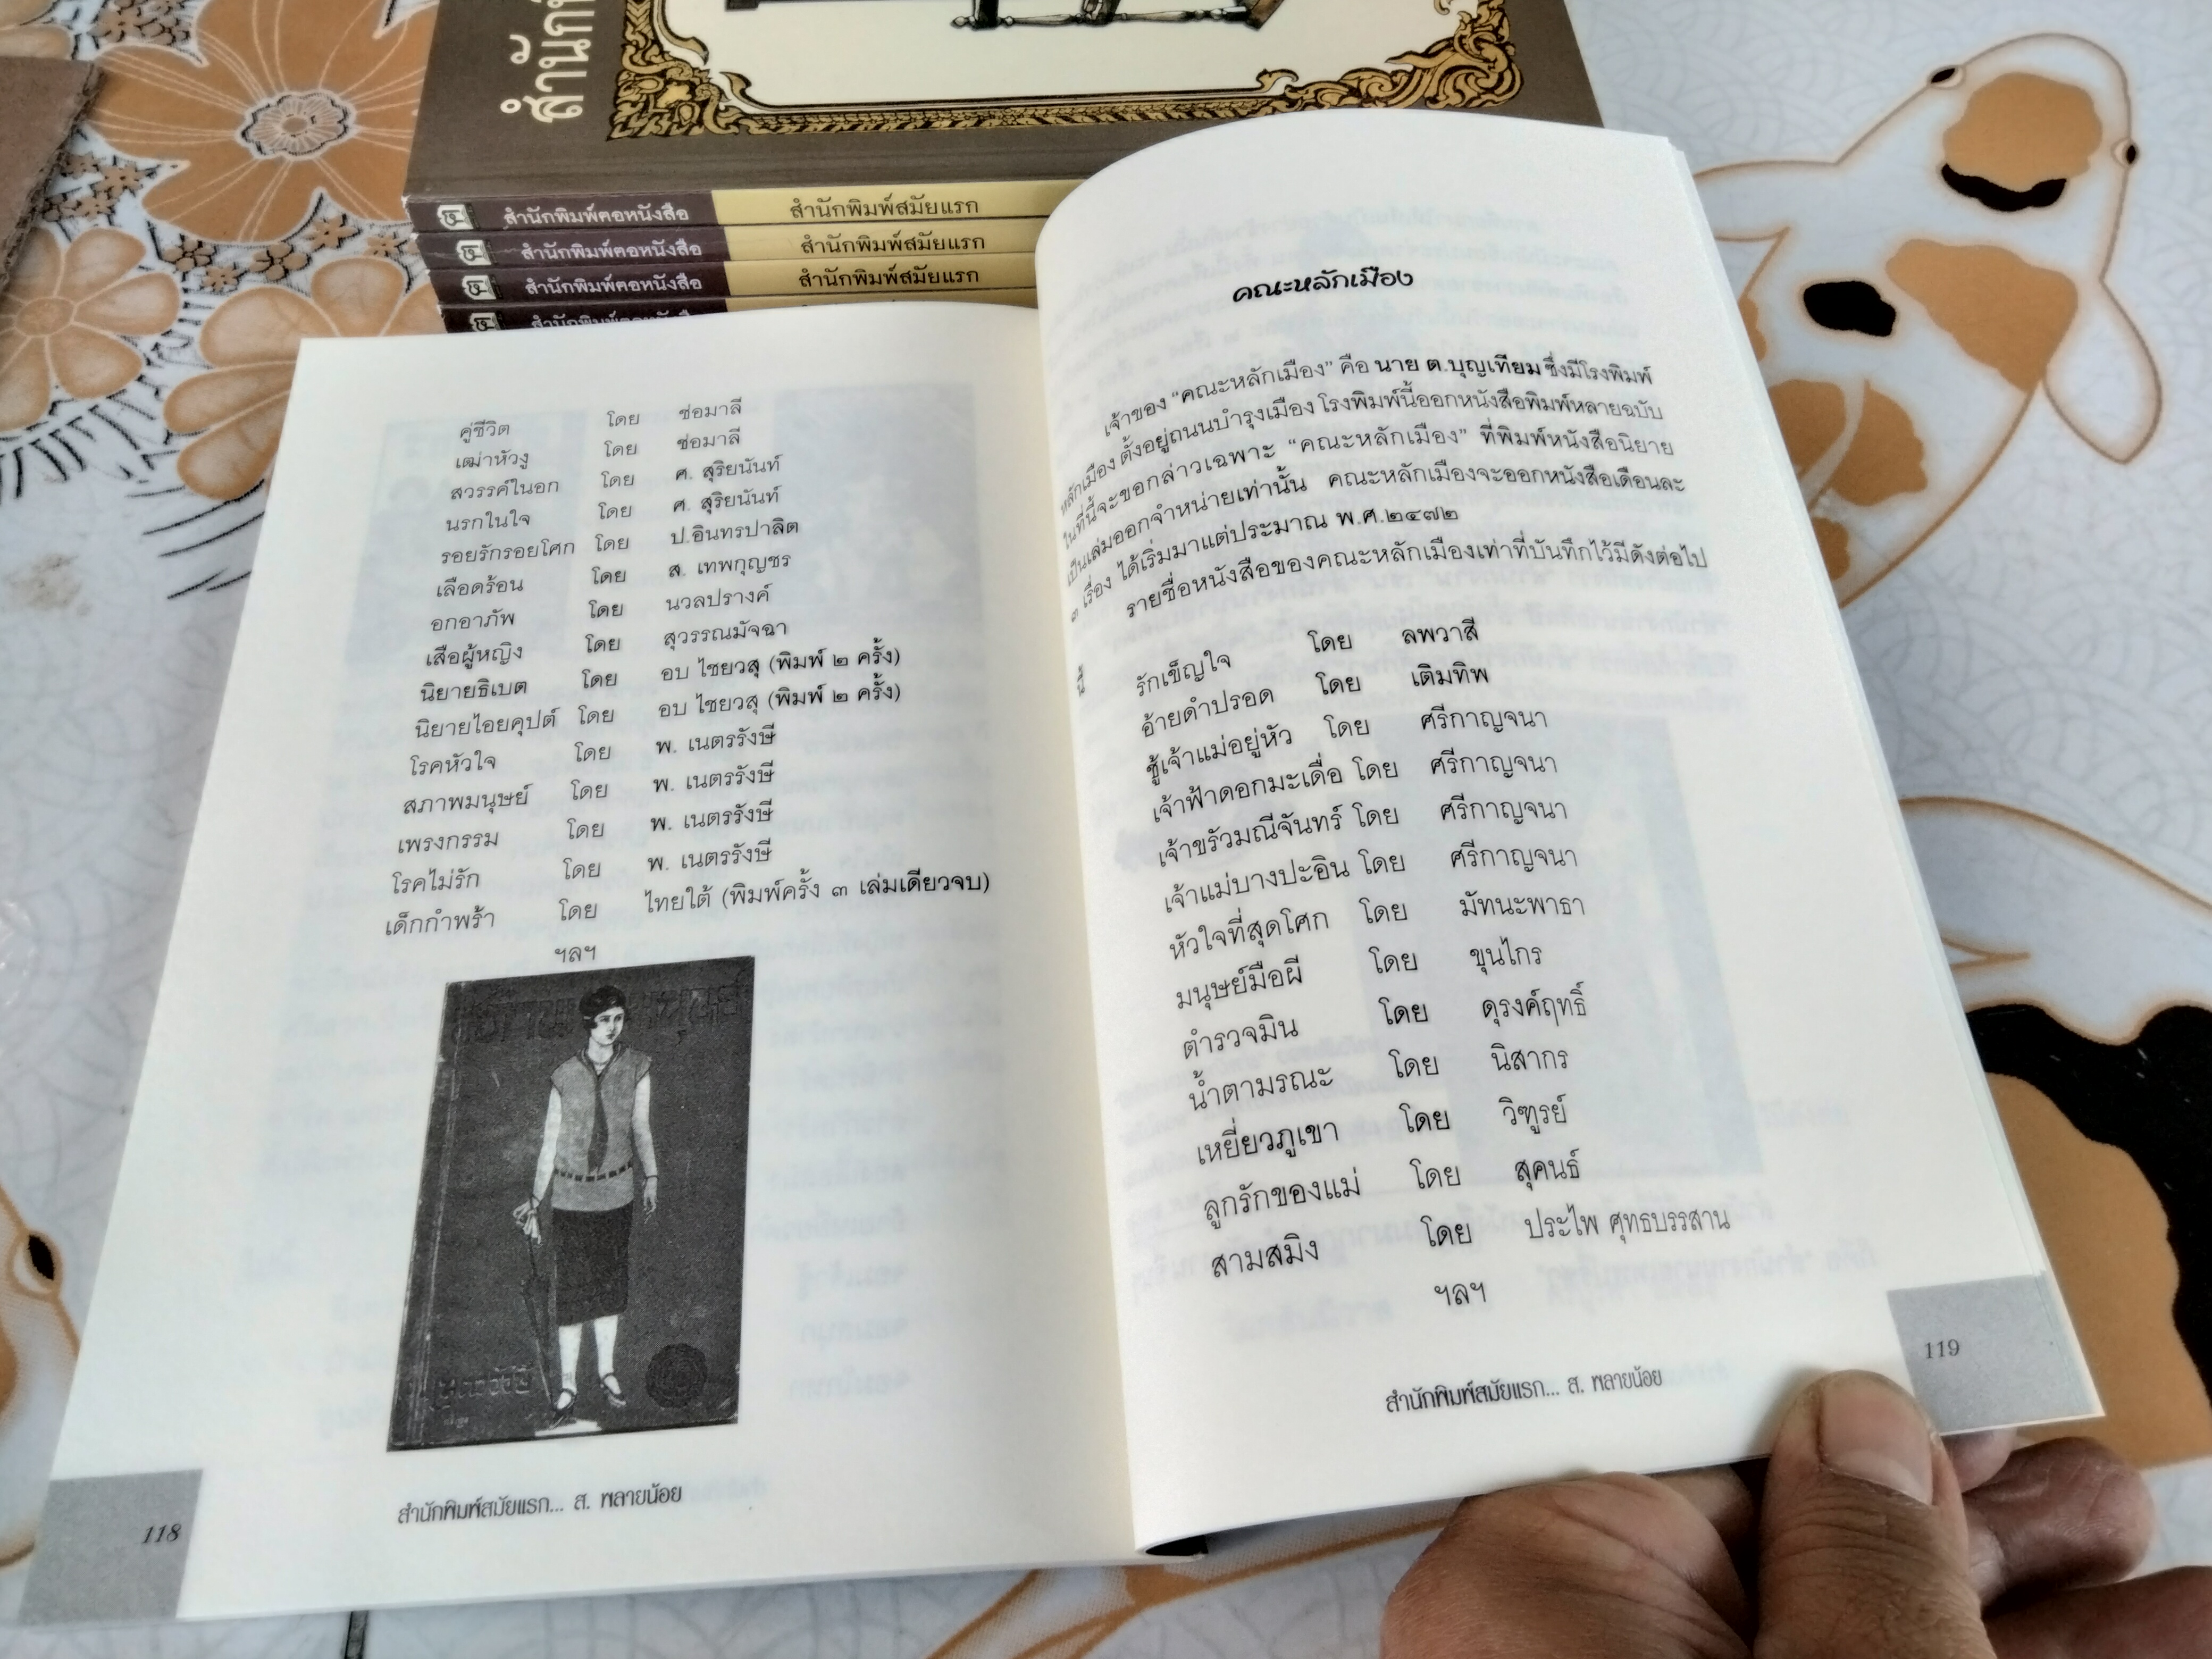 สำนักพิมพ์คอหนังสือ สำนักพิมพ์สมัยแรก
สำนักพิมพ์คอหนังสือ สำนักพิมพ์สมัยแรก
สำนักพิมพ์คอหนังสือ สำนักพิมพ์สมัยแรก
สำนักพิมพ์คอหนังสือ
คู่ชีวิต โดย ช่อมาลี
เฒ่าหัวงู โดย ช่อมาลี
สวรรค์ในอก โดย ศ. สุริยนันท์
นรกในใจ โดย ศ. สุริยนันท์
รอยรักรอยโศก โดย ป.อินทรปาลิต
เลือดร้อน โดย ส. เทพกุญชร
อกอาภัพ โดย นวลปรางค์
เสือผู้หญิง โดย สุวรรณมัจฉา
นิยายธิเบต โดย อบ ไชยวสุ (พิมพ์ ๒ ครั้ง)
นิยายไอยคุปต์ โดย อบ ไชยวสุ (พิมพ์ ๒ ครั้ง)
โรคหัวใจ โดย พ. เนตรรังษี
สภาพมนุษย์ โดย พ. เนตรรังษี
เพรงกรรม โดย พ. เนตรรังษี
โรคไม่รัก โดย พ. เนตรรังษี
เด็กกำพร้า โดย ไทยใต้ (พิมพ์ครั้ง ๓ เล่มเดียวจบ)
ฯลฯ
สำนักพิมพ์สมัยแรก... ส. พลายน้อย
118
คณะหลักเมือง
เจ้าของ “คณะหลักเมือง” คือ นาย ต.บุญเทียม ซึ่งมีโรงพิมพ์
หลักเมือง ตั้งอยู่ถนนบำรุงเมือง โรงพิมพ์นี้ออกหนังสือพิมพ์หลายฉบับ
ในที่นี้จะขอกล่าวเฉพาะ “คณะหลักเมือง” ที่พิมพ์หนังสือนิยาย
เป็นเล่มออกจำหน่ายเท่านั้น คณะหลักเมืองจะออกหนังสือเดือนละ
๓ เรื่อง ได้เริ่มมาแต่ประมาณ พ.ศ.๒๔๗๒
รายชื่อหนังสือของคณะหลักเมืองเท่าที่บันทึกไว้มีดังต่อไป
นี้
รักเข็ญใจ โดย ลพวาสี
อ้ายดำปรอด โดย เติมทิพ
ชู้เจ้าแม่อยู่หัว โดย ศรีกาญจนา
เจ้าฟ้าดอกมะเดื่อ โดย ศรีกาญจนา
เจ้าขรัวมณีจันทร์ โดย ศรีกาญจนา
เจ้าแม่บางปะอิน โดย ศรีกาญจนา
หัวใจที่สุดโศก โดย มัทนะพาธา
มนุษย์มือผี โดย ขุนไกร
ตำรวจมิน โดย ดุรงค์ฤทธิ์
น้ำตามรณะ โดย นิสากร
เหยี่ยวภูเขา โดย วิฑูรย์
ลูกรักของแม่ โดย สุคนธ์
สามสมิง โดย ประไพ ศุทธบรรสาน
ฯลฯ
สำนักพิมพ์สมัยแรก... ส. พลายน้อย
119